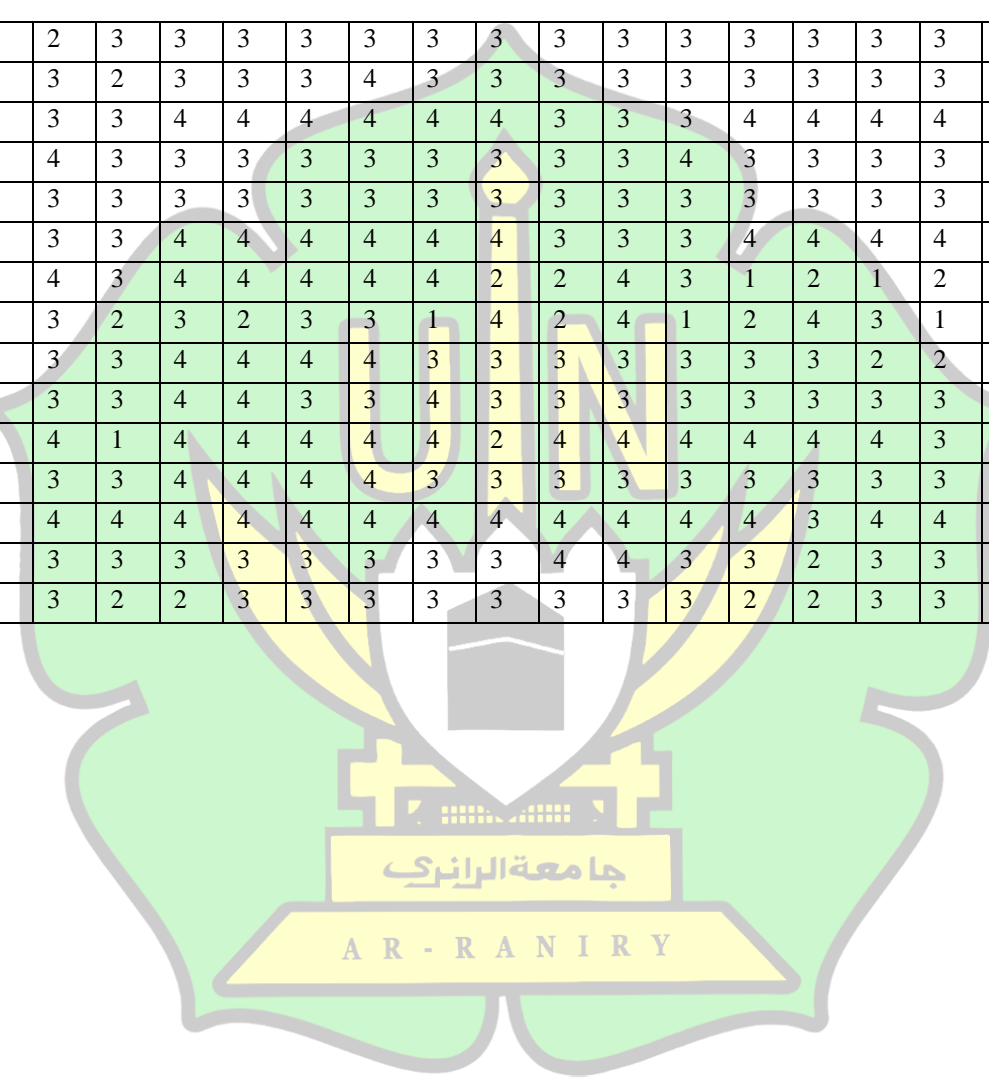 2 3 3 3 3 3 3 3 3 3 3 3 3 3 3
3 2 3 3 3 4 3 3 3 3 3 3 3 3 3
3 3 4 4 4 4 4 4 3 3 3 4 4 4 4
4 3 3 3 3 3 3 3 3 3 4 3 3 3 3
3 3 3 3 3 3 3 3 3 3 3 3 3 3 3
3 3 4 4 4 4 4 4 3 3 3 4 4 4 4
4 3 4 4 4 4 4 2 2 4 3 1 2 1 2
3 2 3 2 3 3 1 4 2 4 1 2 4 3 1
3 3 4 4 4 4 3 3 3 3 3 3 3 2 2
3 3 4 4 3 3 4 3 3 3 3 3 3 3 3
4 1 4 4 4 4 4 2 4 4 4 4 4 4 3
3 3 4 4 4 4 3 3 3 3 3 3 3 3 3
4 4 4 4 4 4 4 4 4 4 4 4 3 4 4
3 3 3 3 3 3 3 3 4 4 3 3 2 3 3
3 2 2 3 3 3 3 3 3 3 3 2 2 3 3
UIN
جامعةالرانري
AR-RANIRY